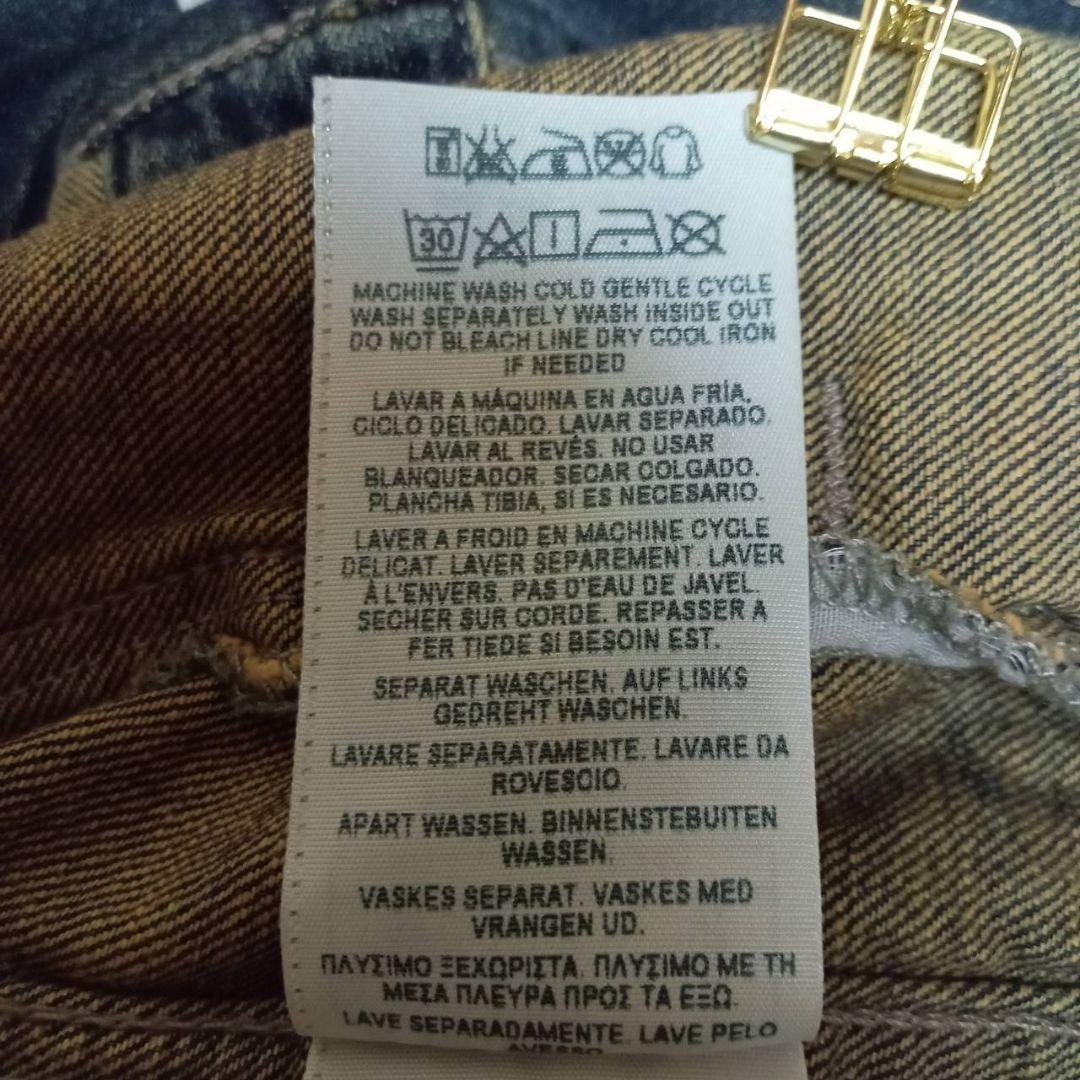 30
MACHINE WASH COLD GENTLE CYCLE
WASH SEPARATELY WASH INSIDE OUT
DO NOT BLEACH LINE DRY COOL IRON
IF NEEDED
LAVAR A MÁQUINA EN AGUA FRÍA.
CICLO DELICADO. LAVAR SEPARADO.
LAVAR AL REVÉS. NO USAR
BLANQUEADOR. SECAR COLGADO.
PLANCHA TIBIA, SI ES NECESARIO.
LAVER A FROID EN MACHINE CYCLE
DELICAT. LAVER SEPAREMENT. LAVER
À L'ENVERS. PAS D'EAU DE JAVEL.
SECHER SUR CORDE. REPASSER A
FER TIEDE SI BESOIN EST.
SEPARAT WASCHEN. AUF LINKS
GEDREHT WASCHEN.
LAVARE SEPARATAMENTE. LAVARE DA
ROVESCIO.
APART WASSEN. BINNENSTEBUITEN
WASSEN.
VASKES SEPARAT. VASKES MED
VRANGEN UD.
ΠΛΥΣΙΜΟ ΞΕΧΩΡΙΣΤΑ. ΠΛΥΣΙΜΟ ΜΕ ΤΗ
ΜΕΣΑ ΠΛΕΥΡΑ ΠΡΟΣ ΤΑ ΕΞΩ.
LAVE SEPARADAMENTE. LAVE PELO
AVESSO